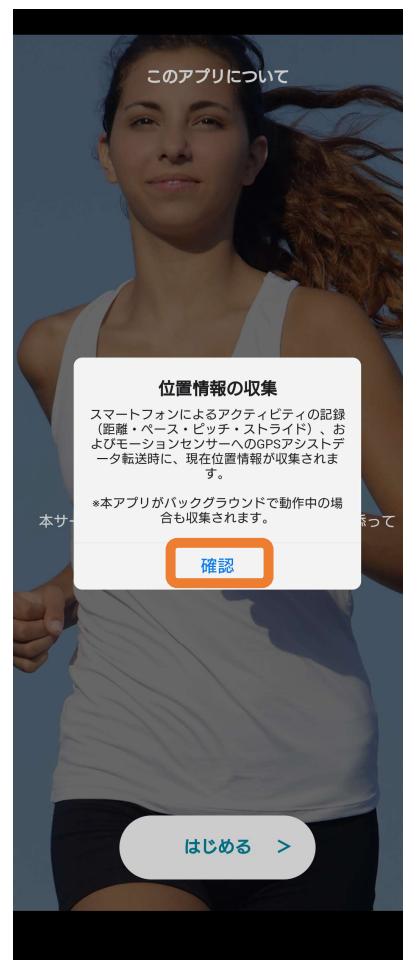 このアプリについて
位置情報の収集
スマートフォンによるアクティビティの記録
（距離・ペース・ピッチ・ストライド）、お
よびモーションセンサーへのGPSアシストデ
ータ転送時に、現在位置情報が収集されま
す。
※本アプリがバックグラウンドで動作中の場
合も収集されます。
本サ
って
確認
はじめる >